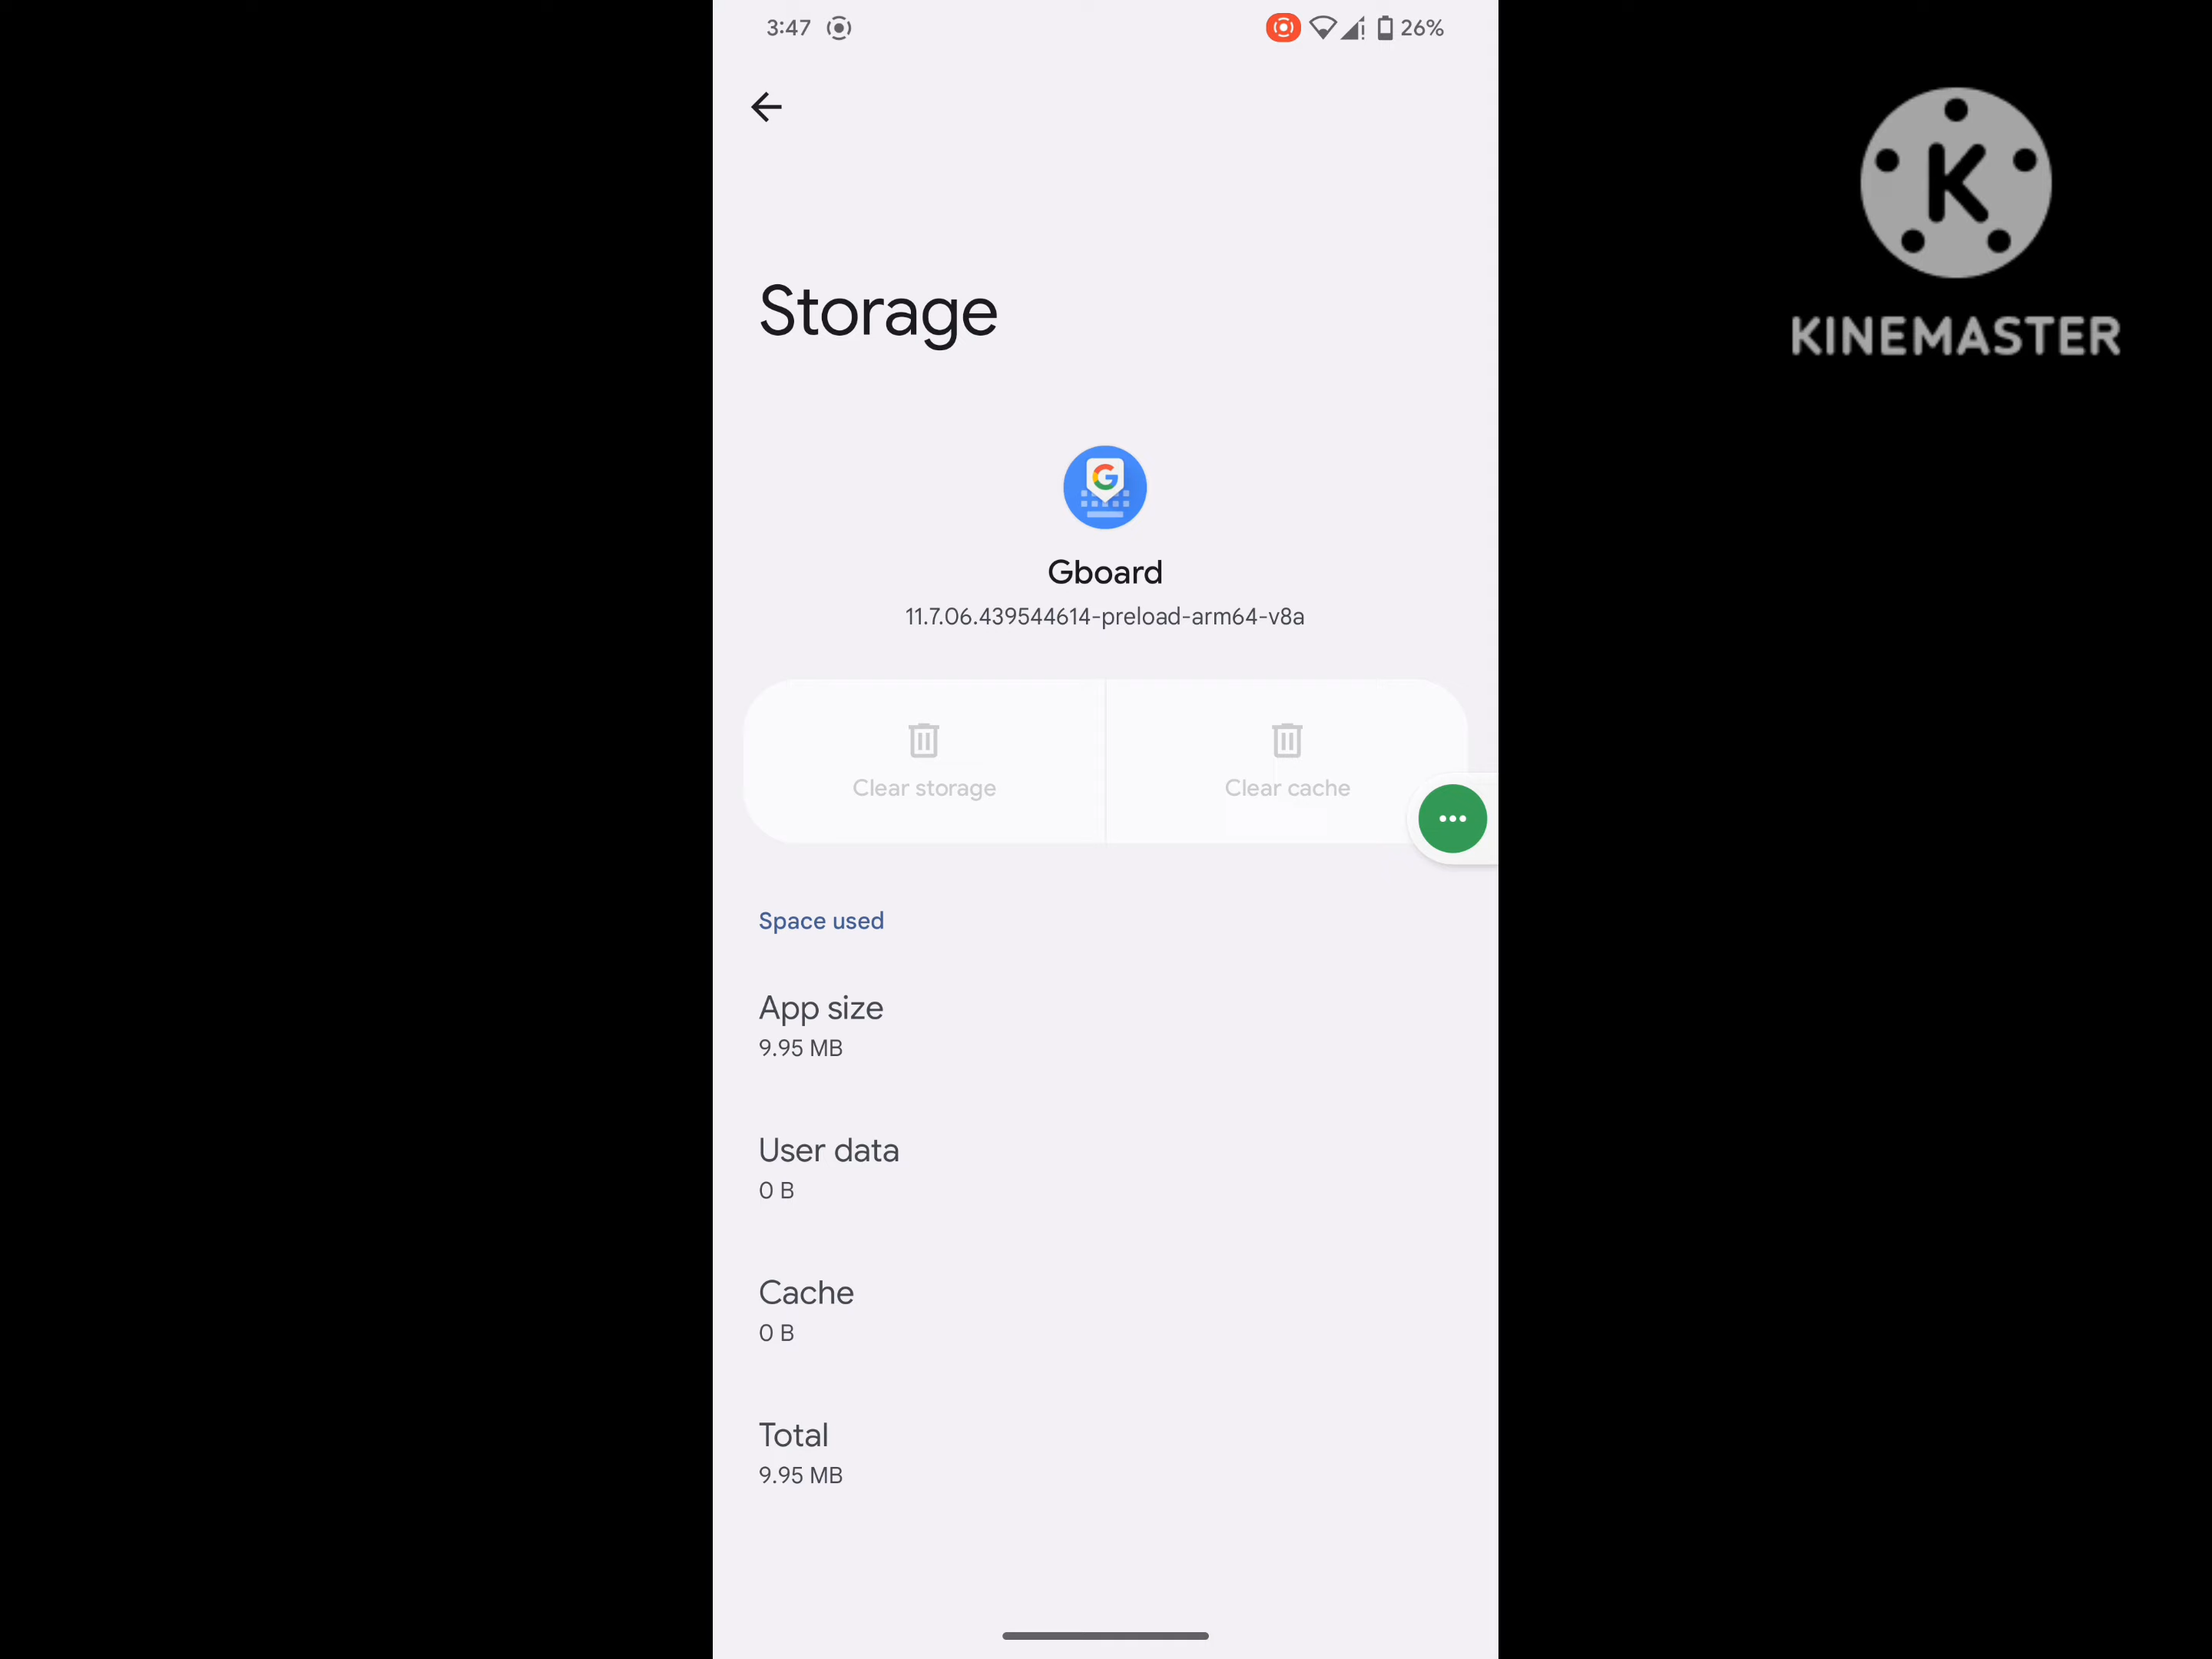 3:47
26%
KINEMASTER
Storage
Gboard
11.7.06.439544614-preload-arm64-v8a
Clear storage
Clear cache
Space used
App size
9.95 MB
User data
0 B
Cache
0 B
Total
9.95 MB